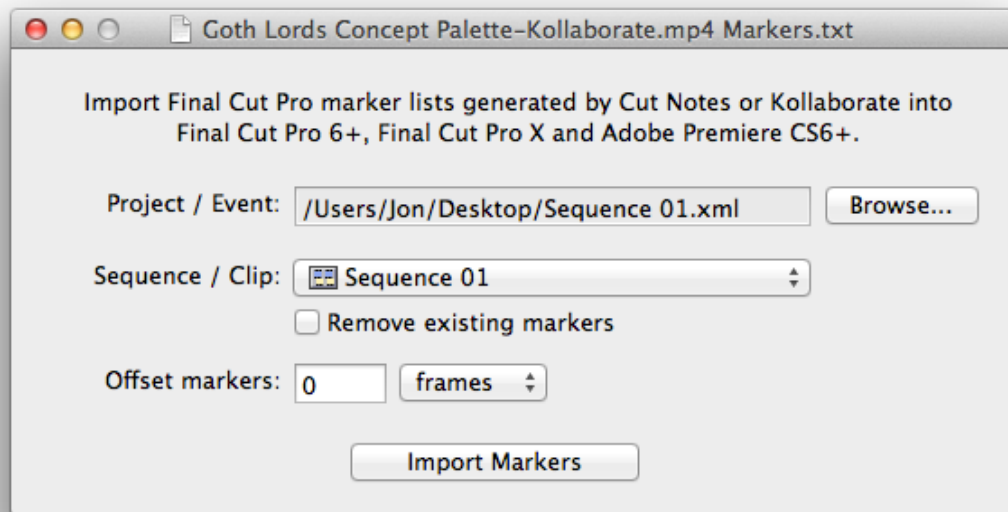 Goth Lords Concept Palette-Kollaborate.mp4 Markers.txt
Import Final Cut Pro marker lists generated by Cut Notes or Kollaborate into
Final Cut Pro 6+, Final Cut Pro X and Adobe Premiere CS6+.
Project / Event: /Users/Jon/Desktop/Sequence 01.xml Browse...
Sequence / Clip: Sequence 01
Remove existing markers
Offset markers: 0 frames
Import Markers